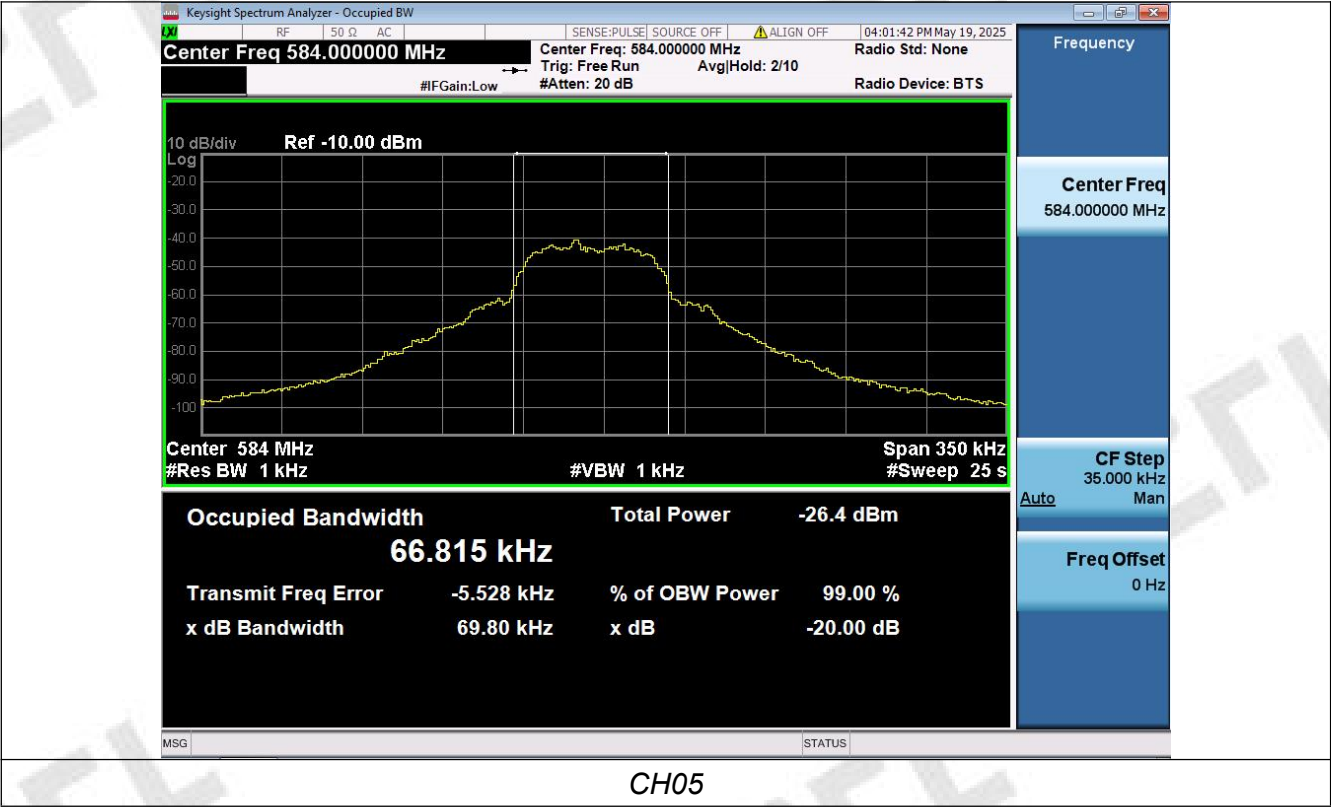 Keysight Spectrum Analyzer - Occupied BW
LXI RF 50 Ω AC SENSE:PULSE SOURCE OFF ALIGN OFF 04:01:42 PM May 19, 2025
Center Freq 584.000000 MHz
Center Freq: 584.000000 MHz Radio Std: None
Trig: Free Run Avg|Hold: 2/10
#IFGain:Low #Atten: 20 dB Radio Device: BTS
10 dB/div Ref -10.00 dBm
Log
-20.0
-30.0
-40.0
-50.0
-60.0
-70.0
-80.0
-90.0
-100
Center 584 MHz Span 350 kHz
#Res BW 1 kHz #VBW 1 kHz #Sweep 25 s
Occupied Bandwidth Total Power -26.4 dBm
66.815 kHz
Transmit Freq Error -5.528 kHz % of OBW Power 99.00 %
x dB Bandwidth 69.80 kHz x dB -20.00 dB
MSG STATUS
Frequency
Center Freq
584.000000 MHz
CF Step
35.000 kHz
Auto Man
Freq Offset
0 Hz
CH05